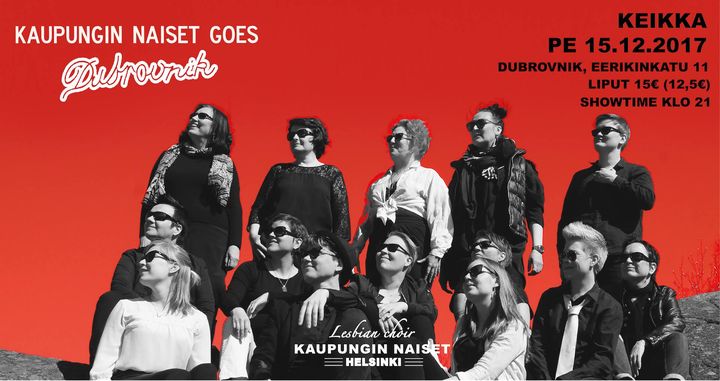 KAUPUNGIN NAISET GOES
Dubrovnik
KEIKKA
PE 15.12.2017
DUBROVNIK, EERIKINKATU 11
LIPUT 15€ (12,5€)
SHOWTIME KLO 21
Lesbian choir
KAUPUNGIN NAISET
HELSINKI